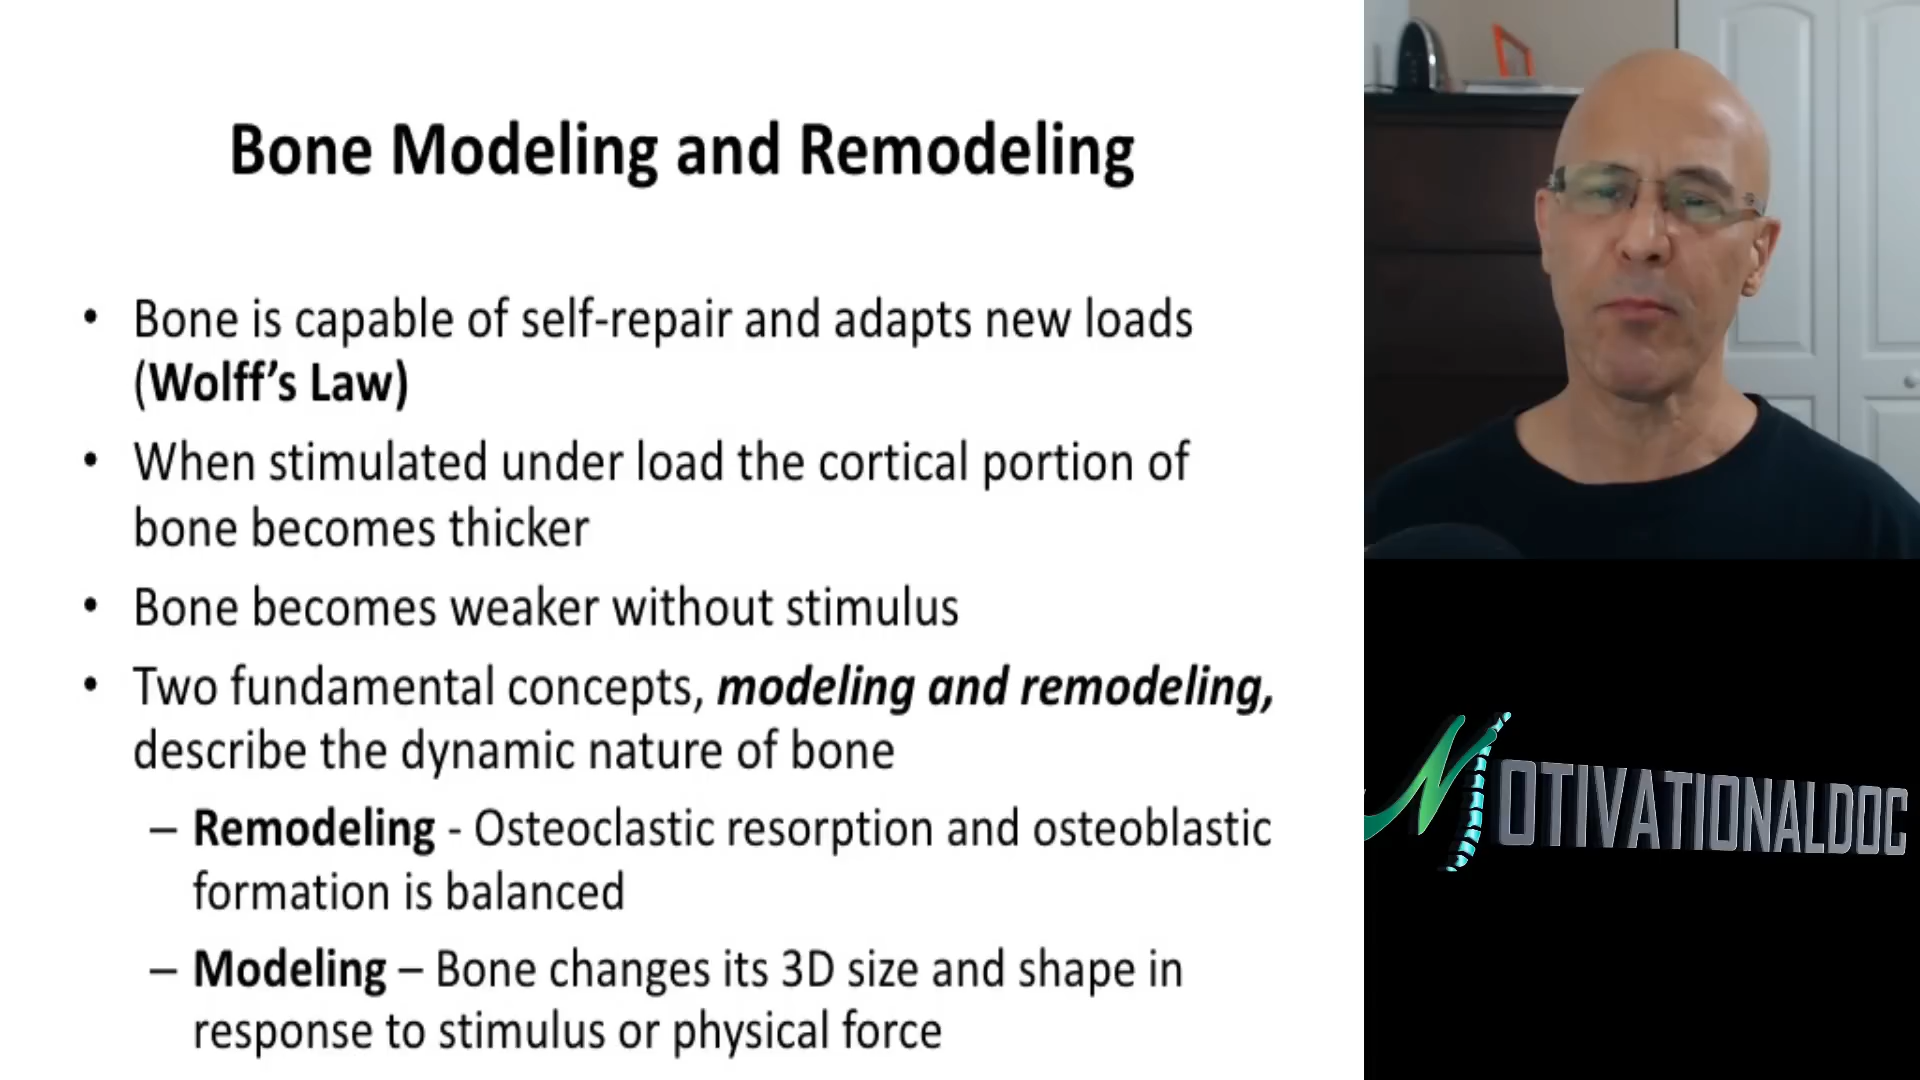 Bone Modeling and Remodeling
• Bone is capable of self-repair and adapts new loads
(Wolff’s Law)
• When stimulated under load the cortical portion of
bone becomes thicker
• Bone becomes weaker without stimulus
• Two fundamental concepts, modeling and remodeling,
describe the dynamic nature of bone
– Remodeling - Osteoclastic resorption and osteoblastic
formation is balanced
– Modeling – Bone changes its 3D size and shape in
response to stimulus or physical force
MOTIVATIONALDOC